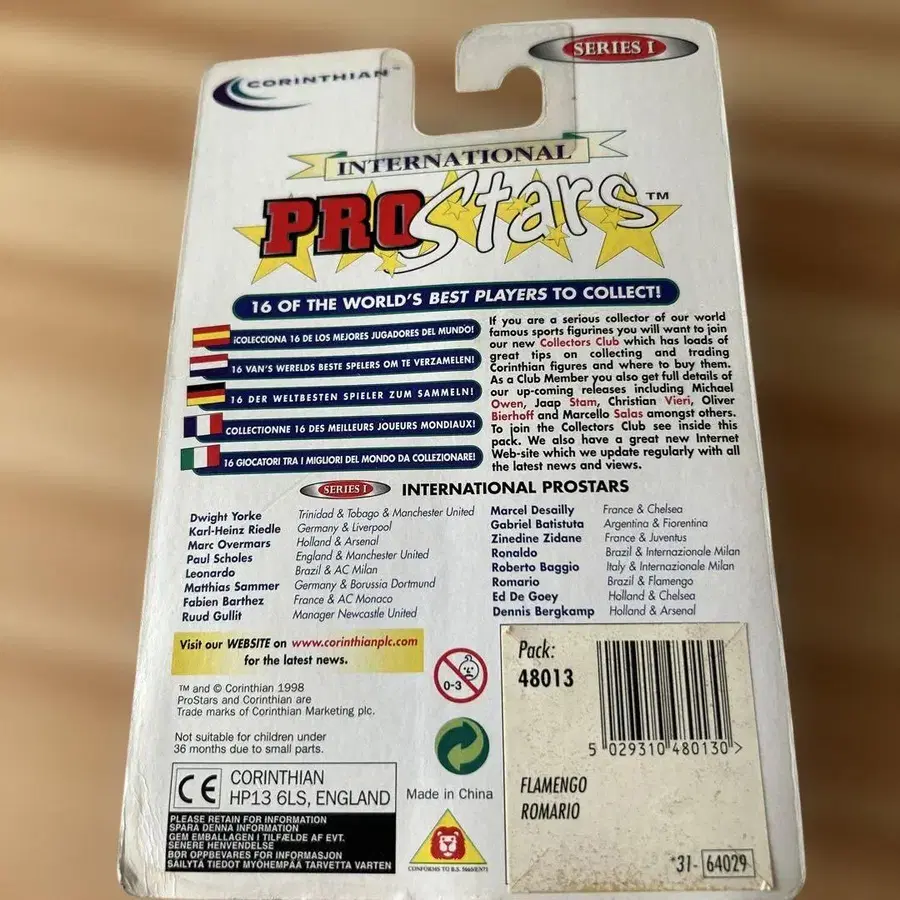 CORINTHIAN™
SERIES I
INTERNATIONAL
PROStars™
16 OF THE WORLD'S BEST PLAYERS TO COLLECT!
¡COLECCIONA 16 DE LOS MEJORES JUGADORES DEL MUNDO!
16 VAN'S WERELDS BESTE SPELERS OM TE VERZAMELEN!
16 DER WELTBESTEN SPIELER ZUM SAMMELN!
COLLECTIONNE 16 DES MEILLEURS JOUEURS MONDIAUX!
16 GIOCATORI TRA I MIGLIORI DEL MONDO DA COLLEZIONARE!
If you are a serious collector of our world
famous sports figurines you will want to join
our new Collectors Club which has loads of
great tips on collecting and trading
Corinthian figures and where to buy them.
As a Club Member you also get full details of
our up-coming releases including Michael
Owen, Jaap Stam, Christian Vieri, Oliver
Bierhoff and Marcello Salas amongst others.
To join the Collectors Club see inside this
pack. We also have a great new Internet
Web-site which we update regularly with all
the latest news and views.
SERIES I INTERNATIONAL PROSTARS
Dwight Yorke Trinidad & Tobago & Manchester United
Karl-Heinz Riedle Germany & Liverpool
Marc Overmars Holland & Arsenal
Paul Scholes England & Manchester United
Leonardo Brazil & AC Milan
Matthias Sammer Germany & Borussia Dortmund
Fabien Barthez France & AC Monaco
Ruud Gullit Manager Newcastle United
Marcel Desailly France & Chelsea
Gabriel Batistuta Argentina & Fiorentina
Zinedine Zidane France & Juventus
Ronaldo Brazil & Internazionale Milan
Roberto Baggio Italy & Internazionale Milan
Romario Brazil & Flamengo
Ed De Goey Holland & Chelsea
Dennis Bergkamp Holland & Arsenal
Visit our WEBSITE on www.corinthianplc.com
for the latest news.
TM and © Corinthian 1998
ProStars and Corinthian are
Trade marks of Corinthian Marketing plc.
Not suitable for children under
36 months due to small parts.
CE CORINTHIAN
HP13 6LS, ENGLAND
PLEASE RETAIN FOR INFORMATION
SPARA DENNA INFORMATION
GEM EMBALLAGEN I TILFÆLDE AF EVT.
SENERE HENVENDELSE
BØR OPPBEVARES FOR INFORMASJON
SÄILYTÄ TIEDOT MYÖHEMPÄÄ TARVETTA VARTEN
0-3
Made in China
CONFORMS TO B.S. 5665/EN71
Pack:
48013
5 029310 480130 >
FLAMENGO
ROMARIO
*31- 64029